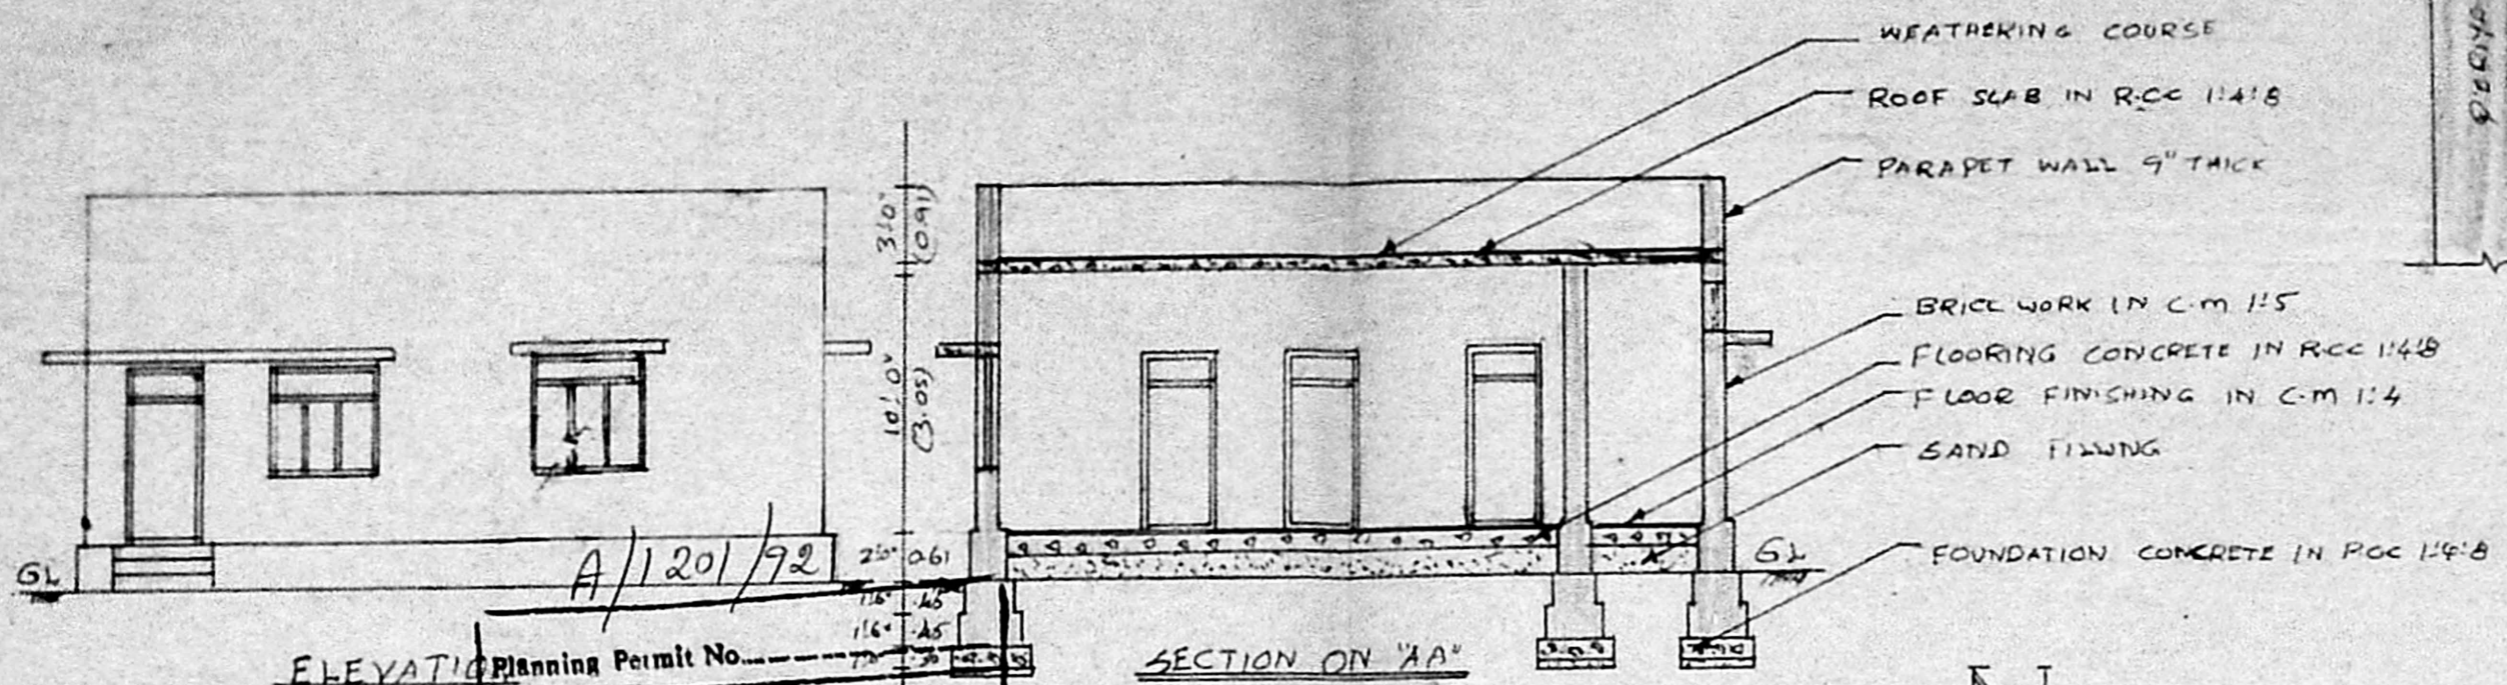 WEATHERING COURSE
ROOF SLAB IN R.C.C 1:4:8
PARAPET WALL 9" THICK
BRICK WORK IN C.M 1:5
FLOORING CONCRETE IN R.C.C 1:4:8
FLOOR FINISHING IN C.M 1:4
SAND FILLING
FOUNDATION CONCRETE IN P.C.C 1:4:8
3'.0"
(0.91)
10'.0"
(3.05)
2'.0" 0.61
1'.6" .45
1'.6" .45
GL
GL
A/1201/92
Planning Permit No.
ELEVATIO
SECTION ON "AA"